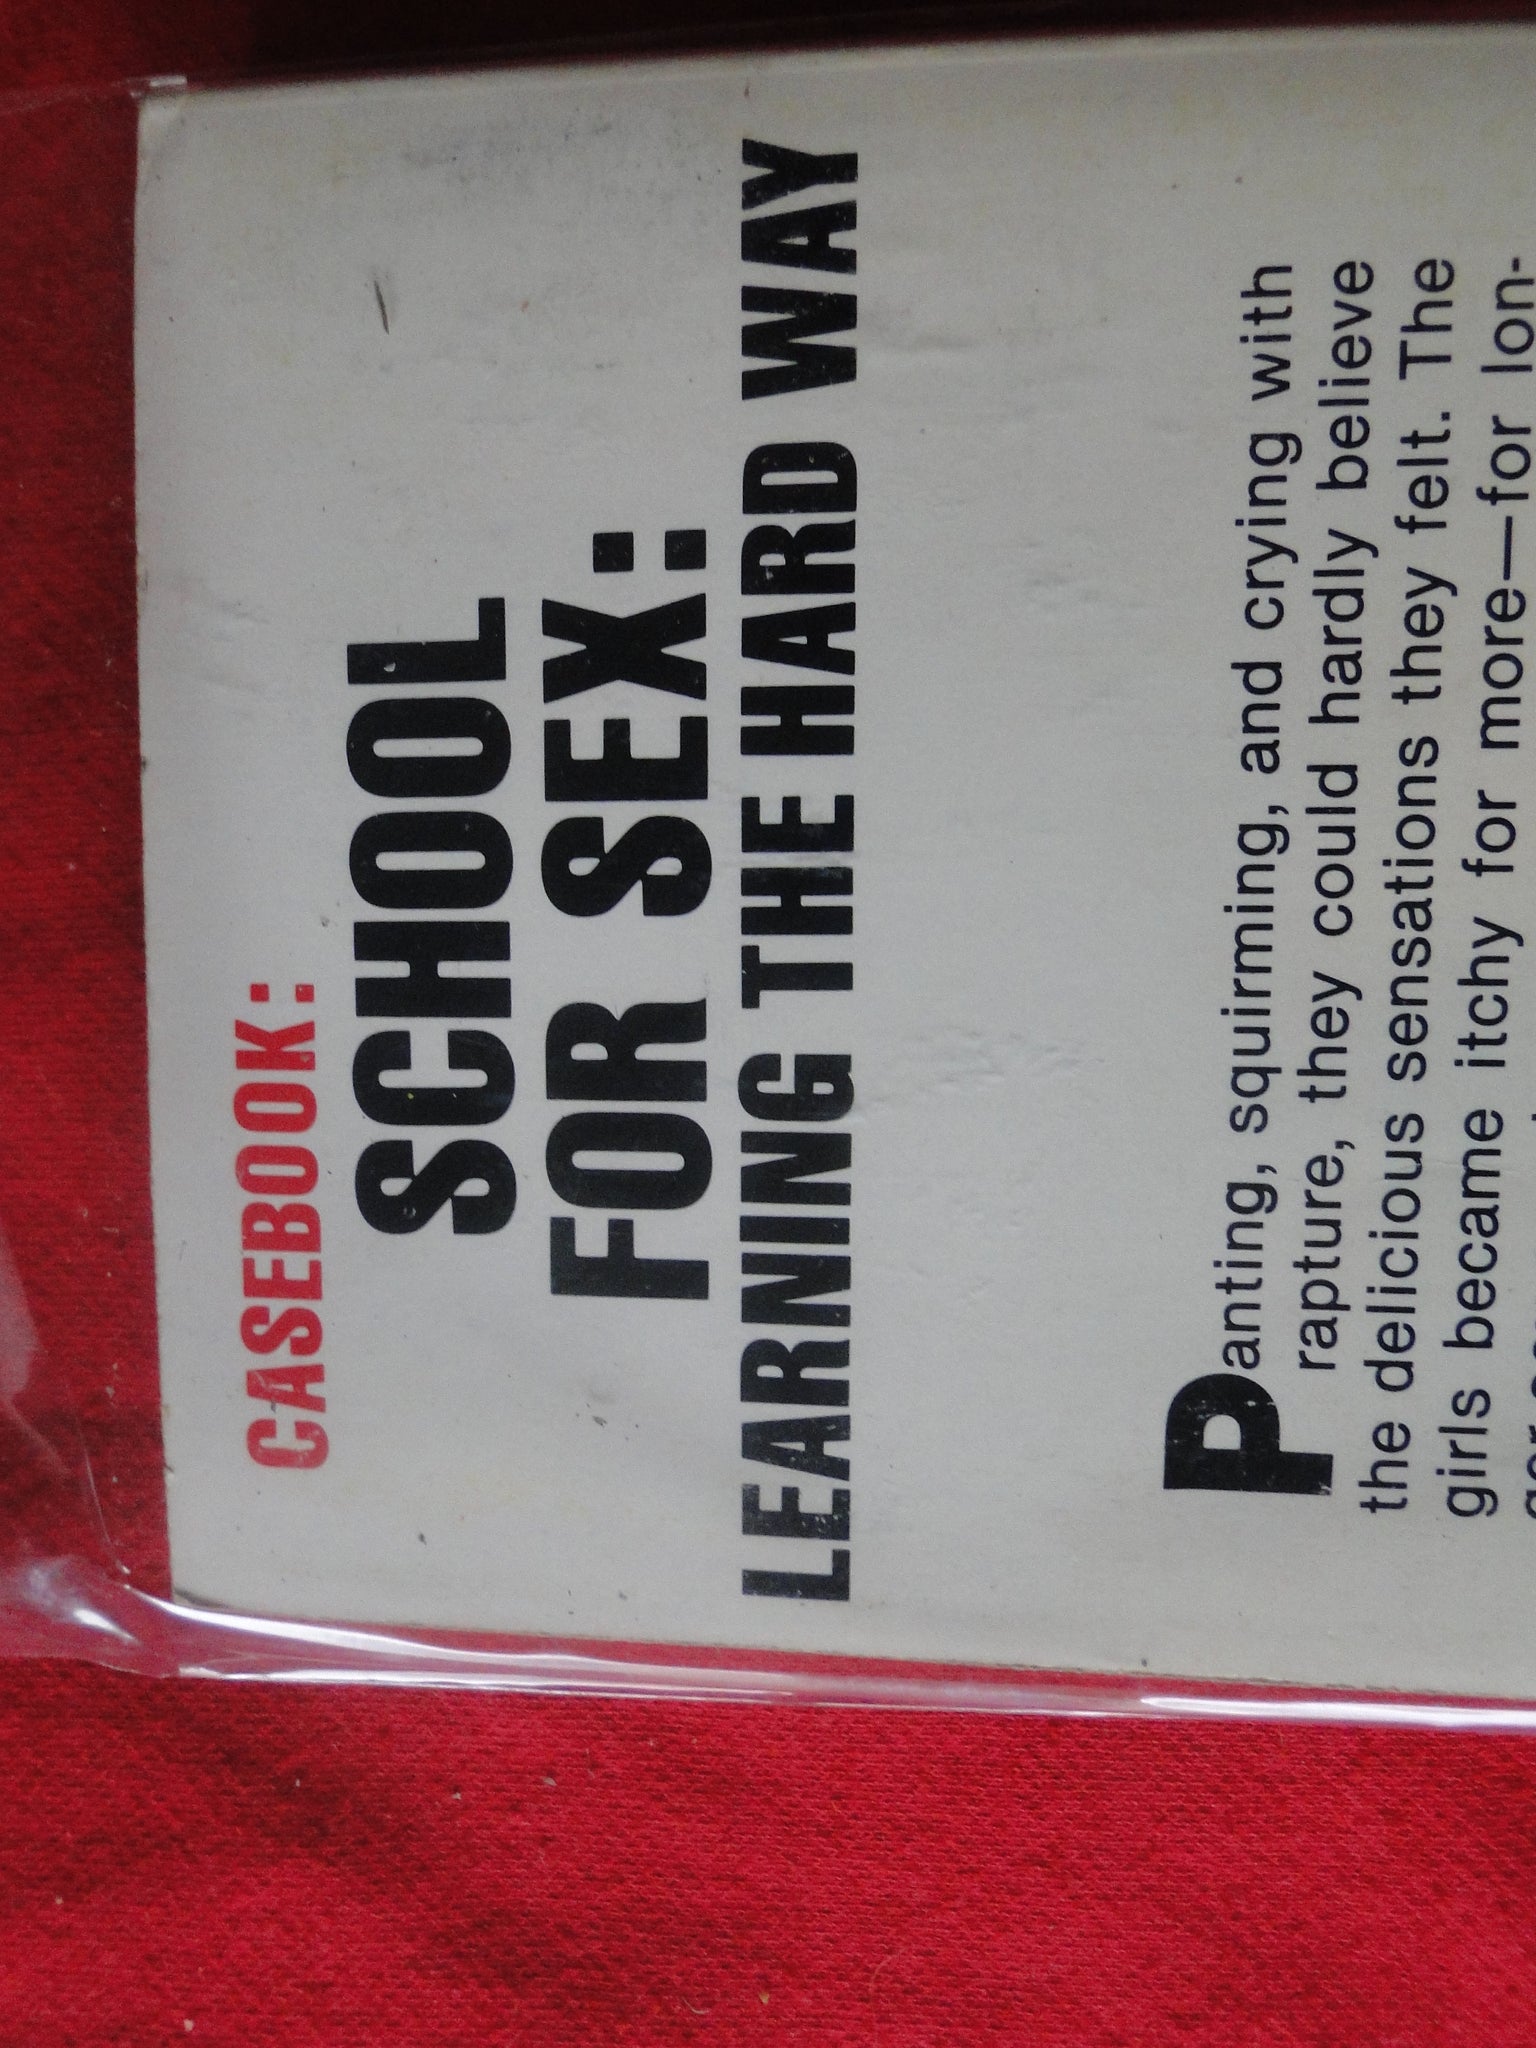 CASEBOOK:
SCHOOL
FOR SEX:
LEARNING THE HARD WAY
Panting, squirming, and crying with
rapture, they could hardly believe
the delicious sensations they felt. The
girls became itchy for more—for lon-